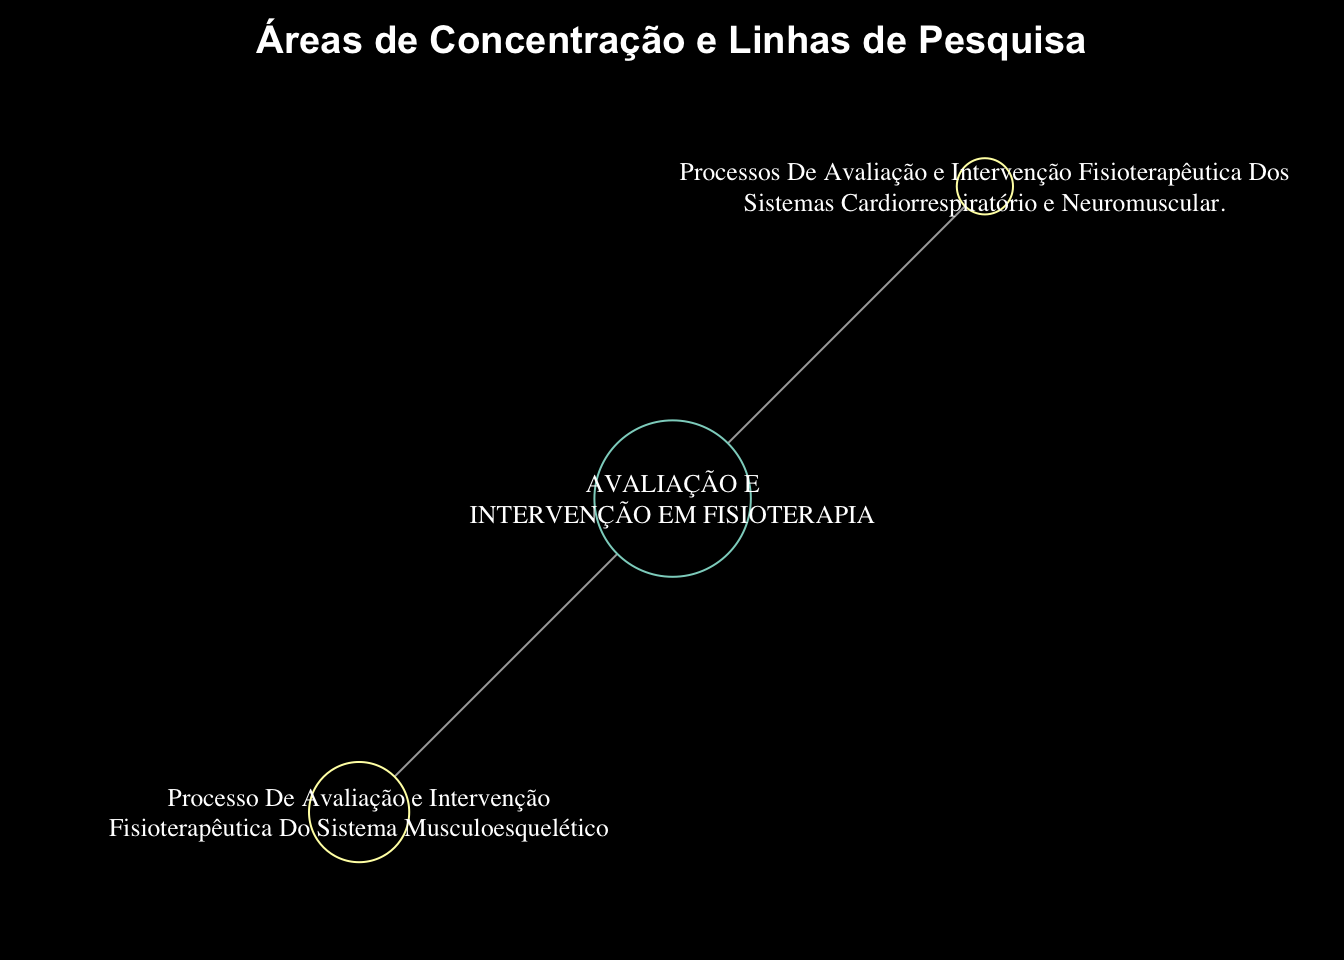 Áreas de Concentração e Linhas de Pesquisa
Processos De Avaliação e Intervenção Fisioterapêutica Dos
Sistemas Cardiorrespiratório e Neuromuscular.
AVALIAÇÃO E
INTERVENÇÃO EM FISIOTERAPIA
Processo De Avaliação e Intervenção
Fisioterapêutica Do Sistema Musculoesquelético